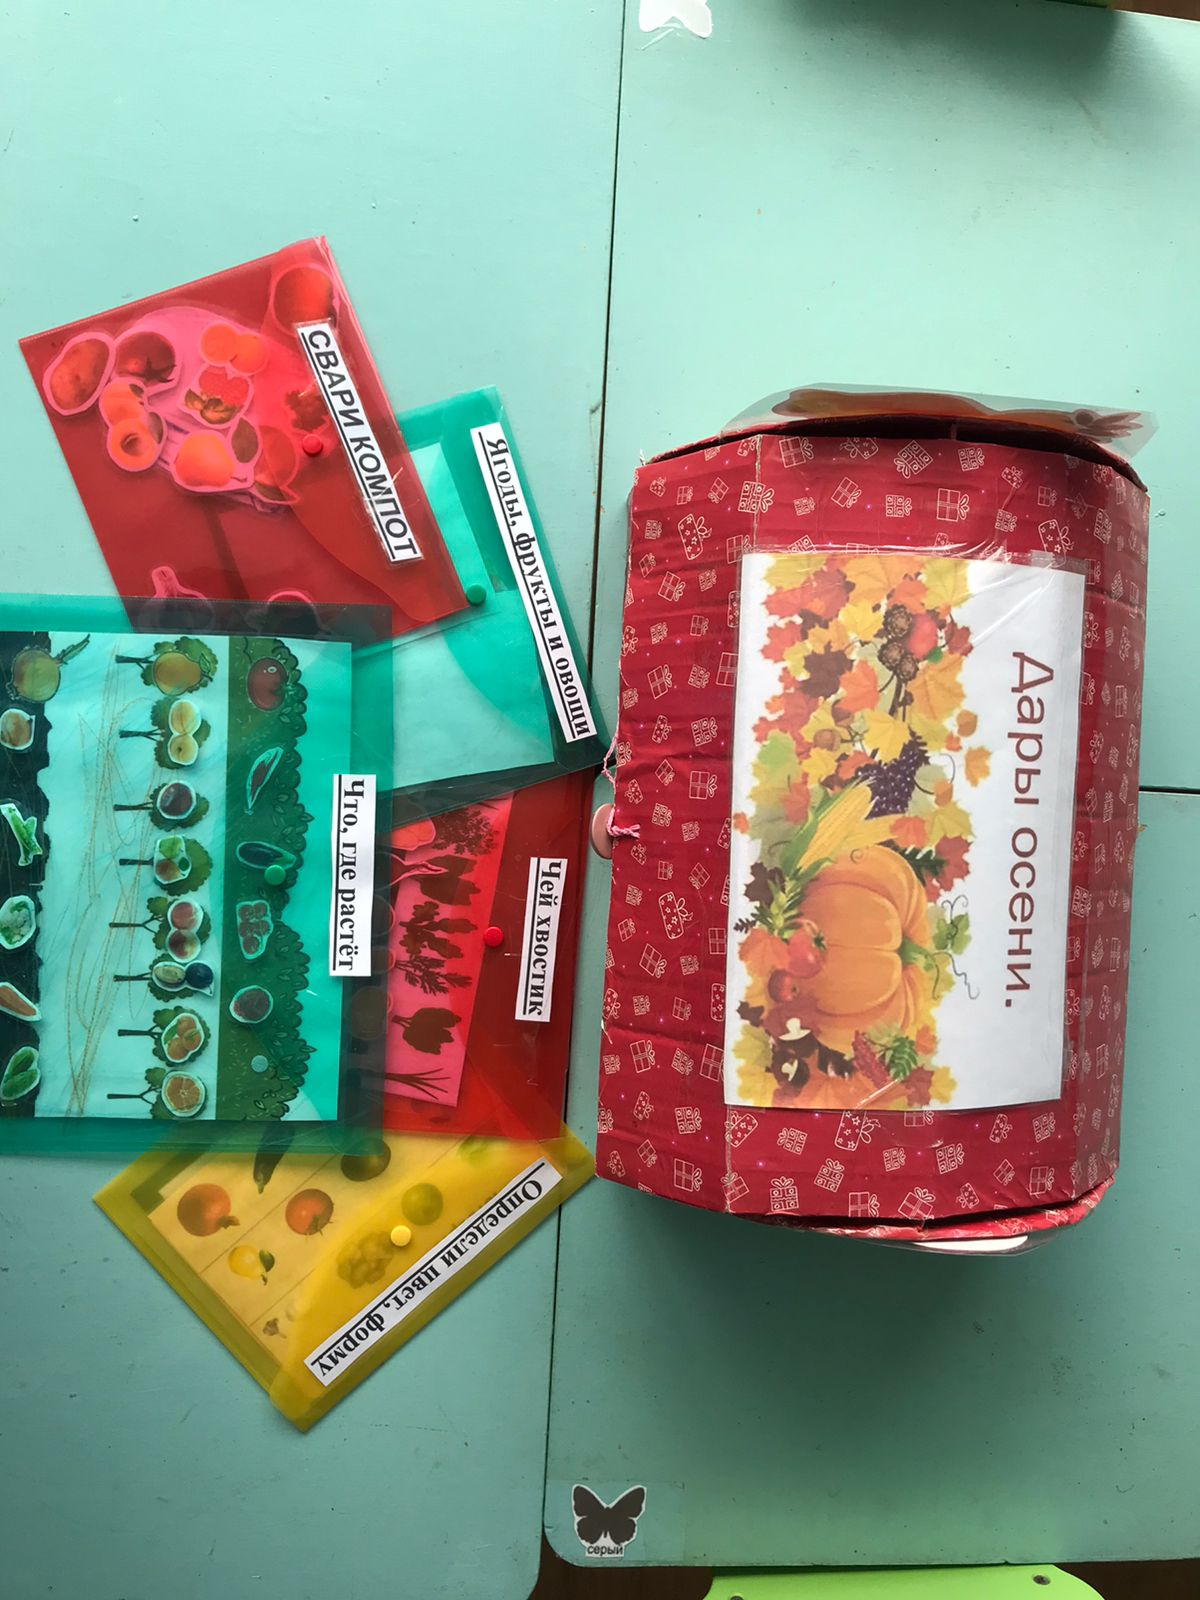 Дары осени.
СВАРИ КОМПОТ
Ягоды, фрукты и овощи
Что, где растёт
Чей хвостик
Определи цвет, форму
серый